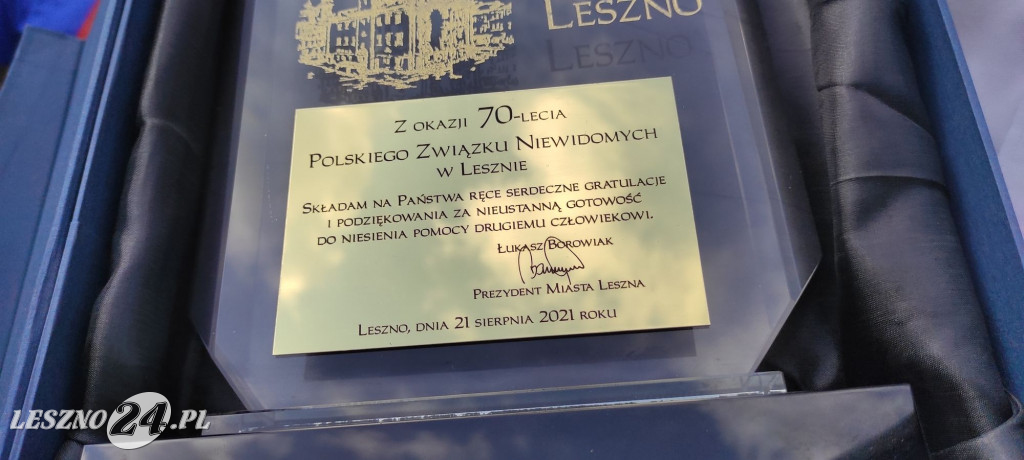 LESZNO
LESZNO
Z OKAZJI 70-LECIA
POLSKIEGO ZWIĄZKU NIEWIDOMYCH
W LESZNIE
SKŁADAM NA PAŃSTWA RĘCE SERDECZNE GRATULACJE
I PODZIĘKOWANIA ZA NIEUSTANNĄ GOTOWOŚĆ
DO NIESIENIA POMOCY DRUGIEMU CZŁOWIEKOWI.
ŁUKASZ BOROWIAK
PREZYDENT MIASTA LESZNA
LESZNO, DNIA 21 SIERPNIA 2021 ROKU
LESZNO24.PL